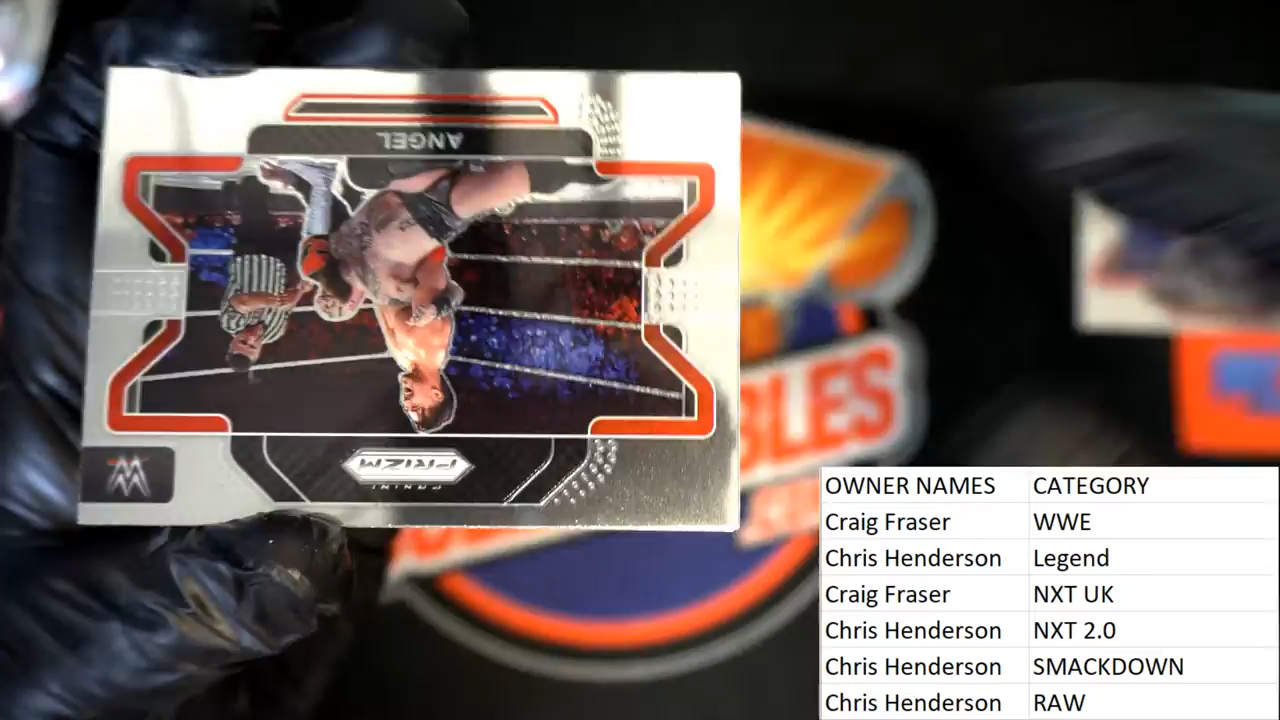 ANGEL
PRIZM
PANINI
W
BLES
OWNER NAMES CATEGORY
Craig Fraser WWE
Chris Henderson Legend
Craig Fraser NXT UK
Chris Henderson NXT 2.0
Chris Henderson SMACKDOWN
Chris Henderson RAW